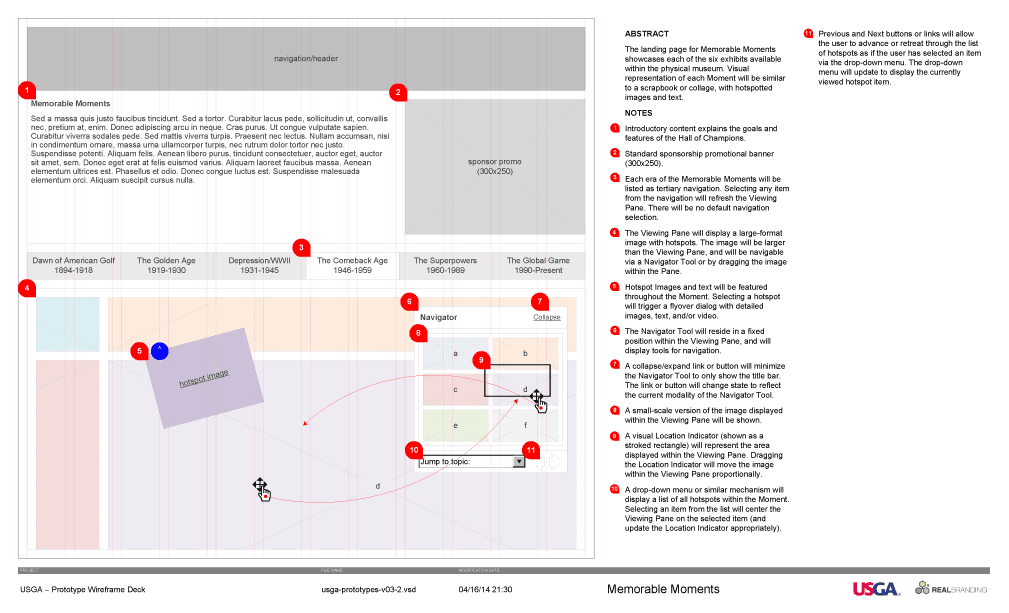 navigation/header
1
2
Memorable Moments
Sed a massa quis justo faucibus tincidunt. Sed a tortor. Curabitur lacus pede, sollicitudin ut, convallis
nec, pretium at, enim. Donec adipiscing arcu in neque. Cras purus. Ut congue vulputate sapien.
Curabitur viverra sodales pede. Sed mattis viverra turpis. Praesent nec lectus. Nullam accumsan, nisi
in condimentum ornare, massa urna ullamcorper turpis, nec rutrum dolor tortor nec justo.
Suspendisse potenti. Aliquam felis. Aenean libero purus, tincidunt consectetuer, auctor eget, auctor
sit amet, sem. Donec eget erat at felis euismod varius. Aliquam laoreet faucibus massa. Aenean
elementum ultrices est. Phasellus et odio. Donec congue luctus est. Suspendisse malesuada
elementum orci. Aliquam suscipit cursus nulla.
sponsor promo
(300x250)
3
Dawn of American Golf
1894-1918
The Golden Age
1919-1930
Depression/WWII
1931-1945
The Comeback Age
1946-1959
The Superpowers
1960-1989
The Global Game
1990-Present
4
5
^
hotspot image
6
7
Navigator
Collapse
8
9
a
b
c
d
e
f
10
11
Jump to topic:
d
ABSTRACT
The landing page for Memorable Moments
showcases each of the six exhibits available
within the physical museum. Visual
representation of each Moment will be similar
to a scrapbook or collage, with hotspotted
images and text.
NOTES
1 Introductory content explains the goals and
features of the Hall of Champions.
2 Standard sponsorship promotional banner
(300x250).
3 Each era of the Memorable Moments will be
listed as tertiary navigation. Selecting any item
from the navigation will refresh the Viewing
Pane. There will be no default navigation
selection.
4 The Viewing Pane will display a large-format
image with hotspots. The image will be larger
than the Viewing Pane, and will be navigable
via a Navigator Tool or by dragging the image
within the Pane.
5 Hotspot Images and text will be featured
throughout the Moment. Selecting a hotspot
will trigger a flyover dialog with detailed
images, text, and/or video.
6 The Navigator Tool will reside in a fixed
position within the Viewing Pane, and will
display tools for navigation.
7 A collapse/expand link or button will minimize
the Navigator Tool to only show the title bar.
The link or button will change state to reflect
the current modality of the Navigator Tool.
8 A small-scale version of the image displayed
within the Viewing Pane will be shown.
9 A visual Location Indicator (shown as a
stroked rectangle) will represent the area
displayed within the Viewing Pane. Dragging
the Location Indicator will move the image
within the Viewing Pane proportionally.
10 A drop-down menu or similar mechanism will
display a list of all hotspots within the Moment.
Selecting an item from the list will center the
Viewing Pane on the selected item (and
update the Location Indicator appropriately).
11 Previous and Next buttons or links will allow
the user to advance or retreat through the list
of hotspots as if the user has selected an item
via the drop-down menu. The drop-down
menu will update to display the currently
viewed hotspot item.
PROJECT
FILE NAME
MODIFICATION DATE
USGA – Prototype Wireframe Deck
usga-prototypes-v03-2.vsd
04/16/14 21:30
Memorable Moments
USGA
REALBRANDING